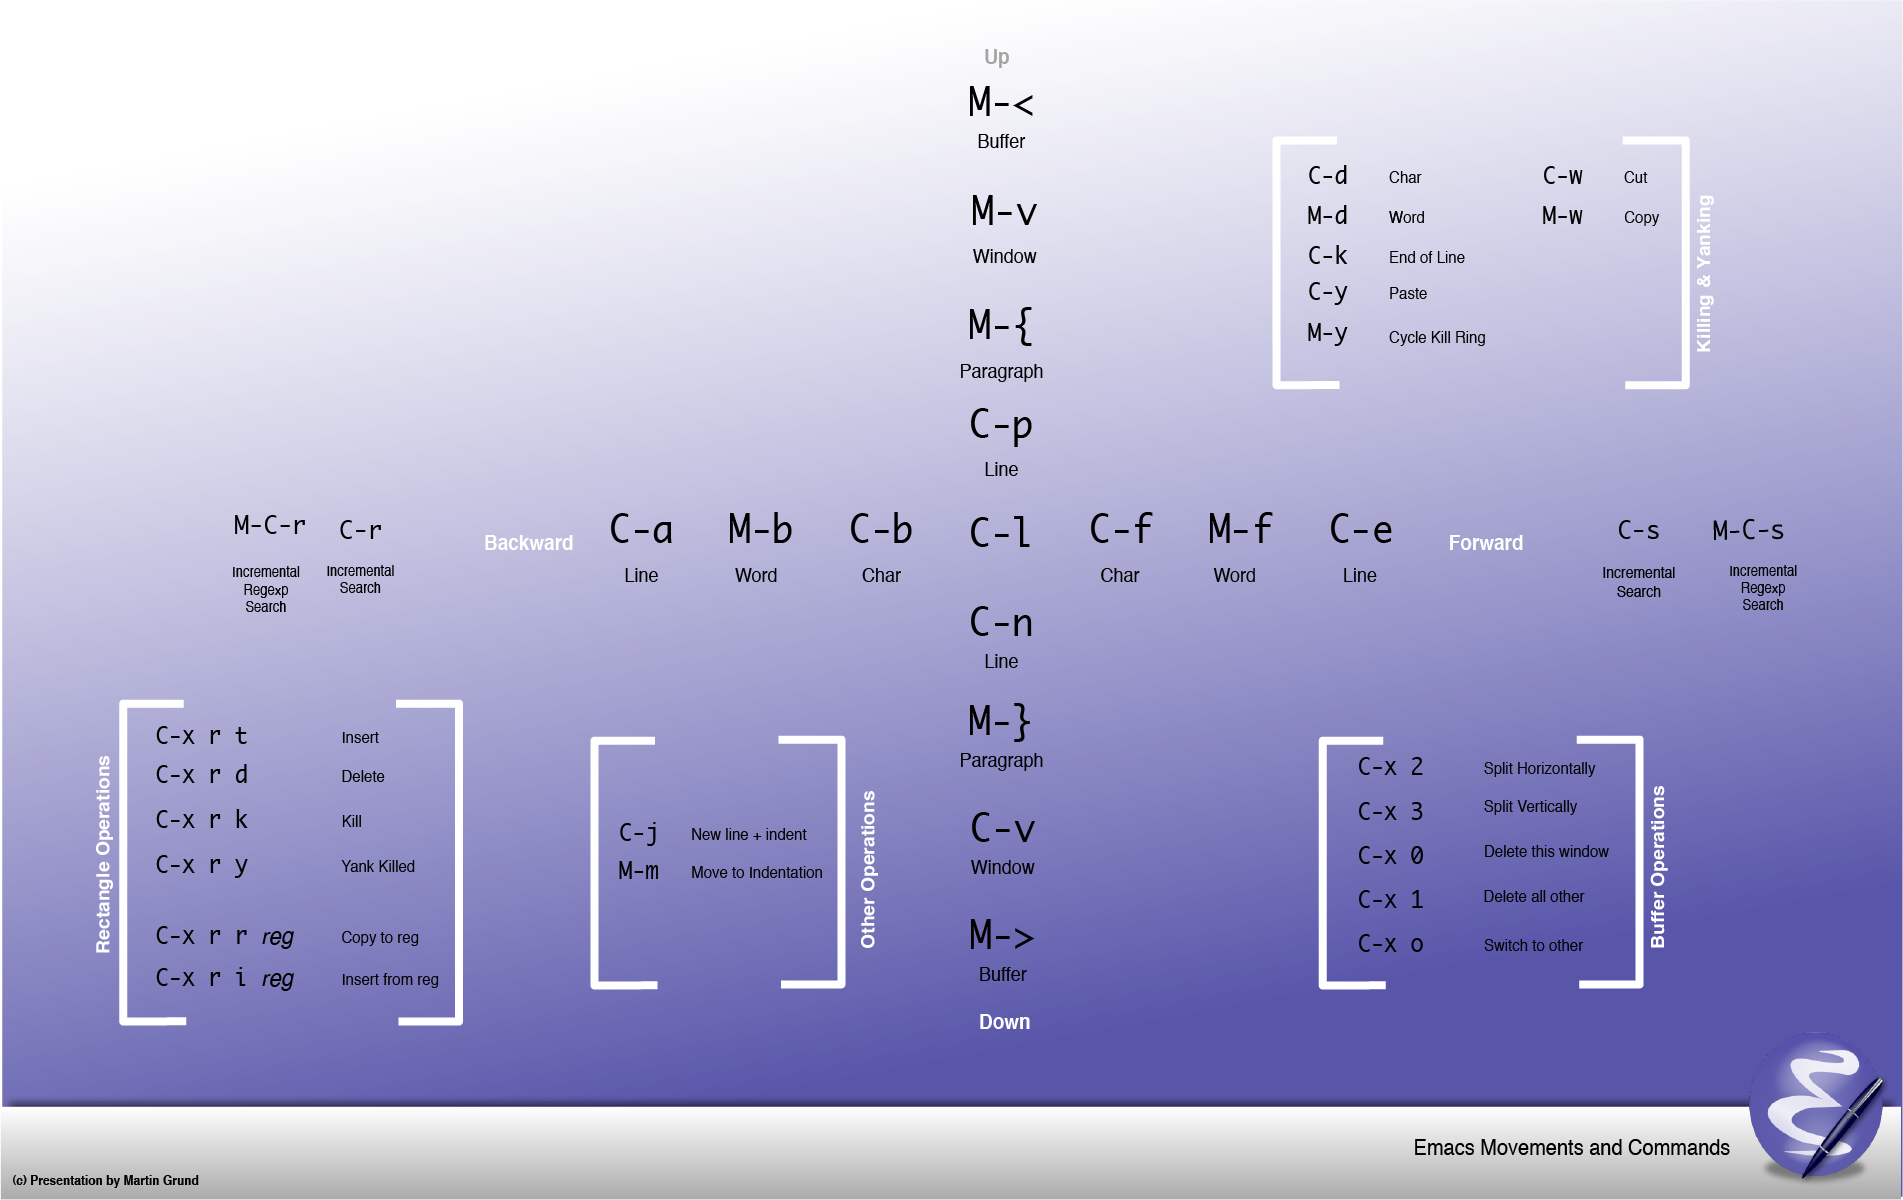 Up
M-<
Buffer
M-v
Window
M-{
Paragraph
C-p
Line
C-d Char C-w Cut
M-d Word M-w Copy
C-k End of Line
C-y Paste
M-y Cycle Kill Ring
Killing & Yanking
M-C-r C-r Backward C-a M-b C-b C-l C-f M-f C-e Forward C-s M-C-s
Line Word Char Char Word Line
Incremental
Regexp
Search
Incremental
Search
Incremental
Search
Incremental
Regexp
Search
C-n
Line
M-}
Paragraph
C-v
Window
M->
Buffer
Down
Rectangle Operations
C-x r t Insert
C-x r d Delete
C-x r k Kill
C-x r y Yank Killed
C-x r r reg Copy to reg
C-x r i reg Insert from reg
C-j New line + indent
M-m Move to Indentation
Other Operations
C-x 2 Split Horizontally
C-x 3 Split Vertically
C-x 0 Delete this window
C-x 1 Delete all other
C-x o Switch to other
Buffer Operations
Emacs Movements and Commands
(c) Presentation by Martin Grund